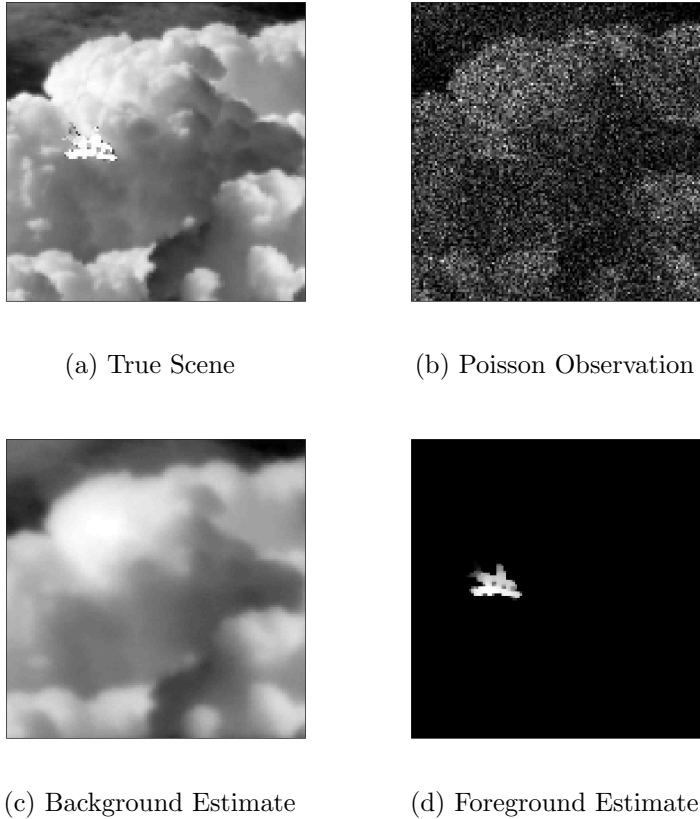 (a) True Scene
(b) Poisson Observation
(c) Background Estimate
(d) Foreground Estimate